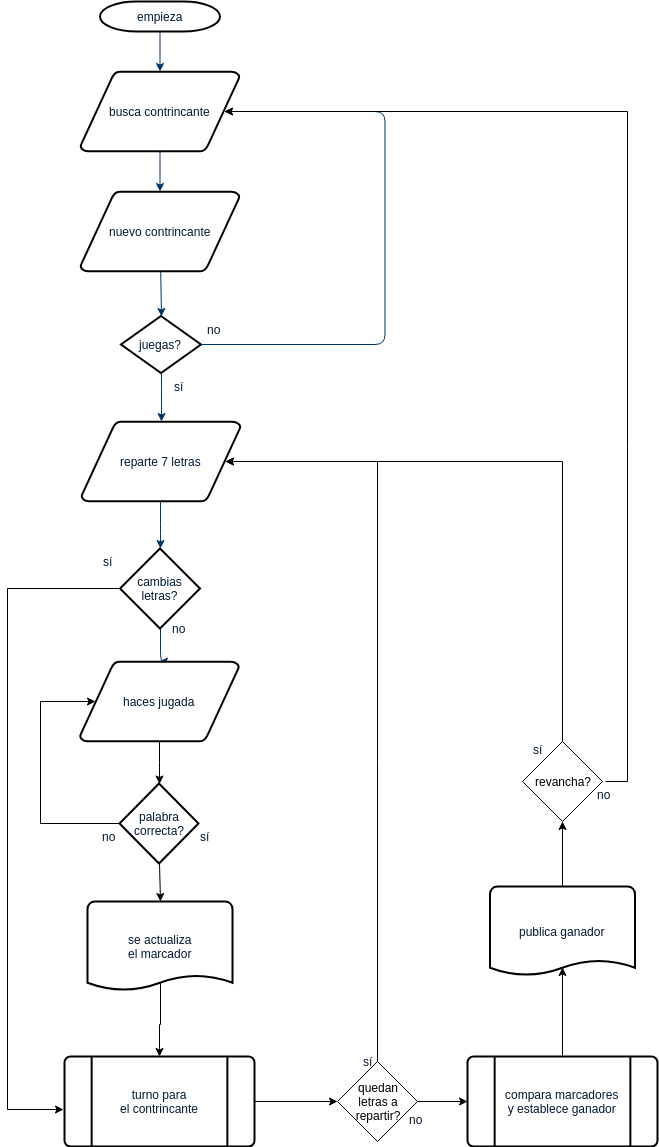 empieza
busca contrincante
nuevo contrincante
no
juegas?
sí
reparte 7 letras
sí
cambias
letras?
no
haces jugada
sí
revancha?
no
palabra
correcta?
no
sí
publica ganador
se actualiza
el marcador
sí
quedan
letras a
repartir?
no
turno para
el contrincante
compara marcadores
y establece ganador